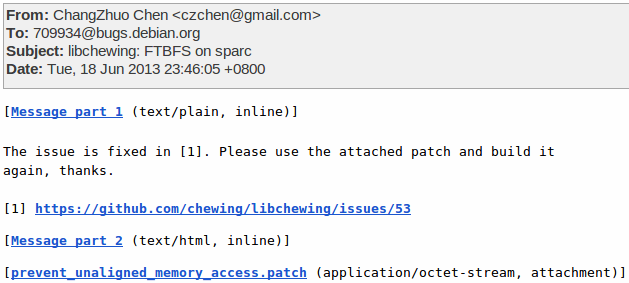 From: ChangZhuo Chen <czchen@gmail.com>
To: 709934@bugs.debian.org
Subject: libchewing: FTBFS on sparc
Date: Tue, 18 Jun 2013 23:46:05 +0800
[Message part 1 (text/plain, inline)]
The issue is fixed in [1]. Please use the attached patch and build it
again, thanks.
[1] https://github.com/chewing/libchewing/issues/53
[Message part 2 (text/html, inline)]
[prevent_unaligned_memory_access.patch (application/octet-stream, attachment)]